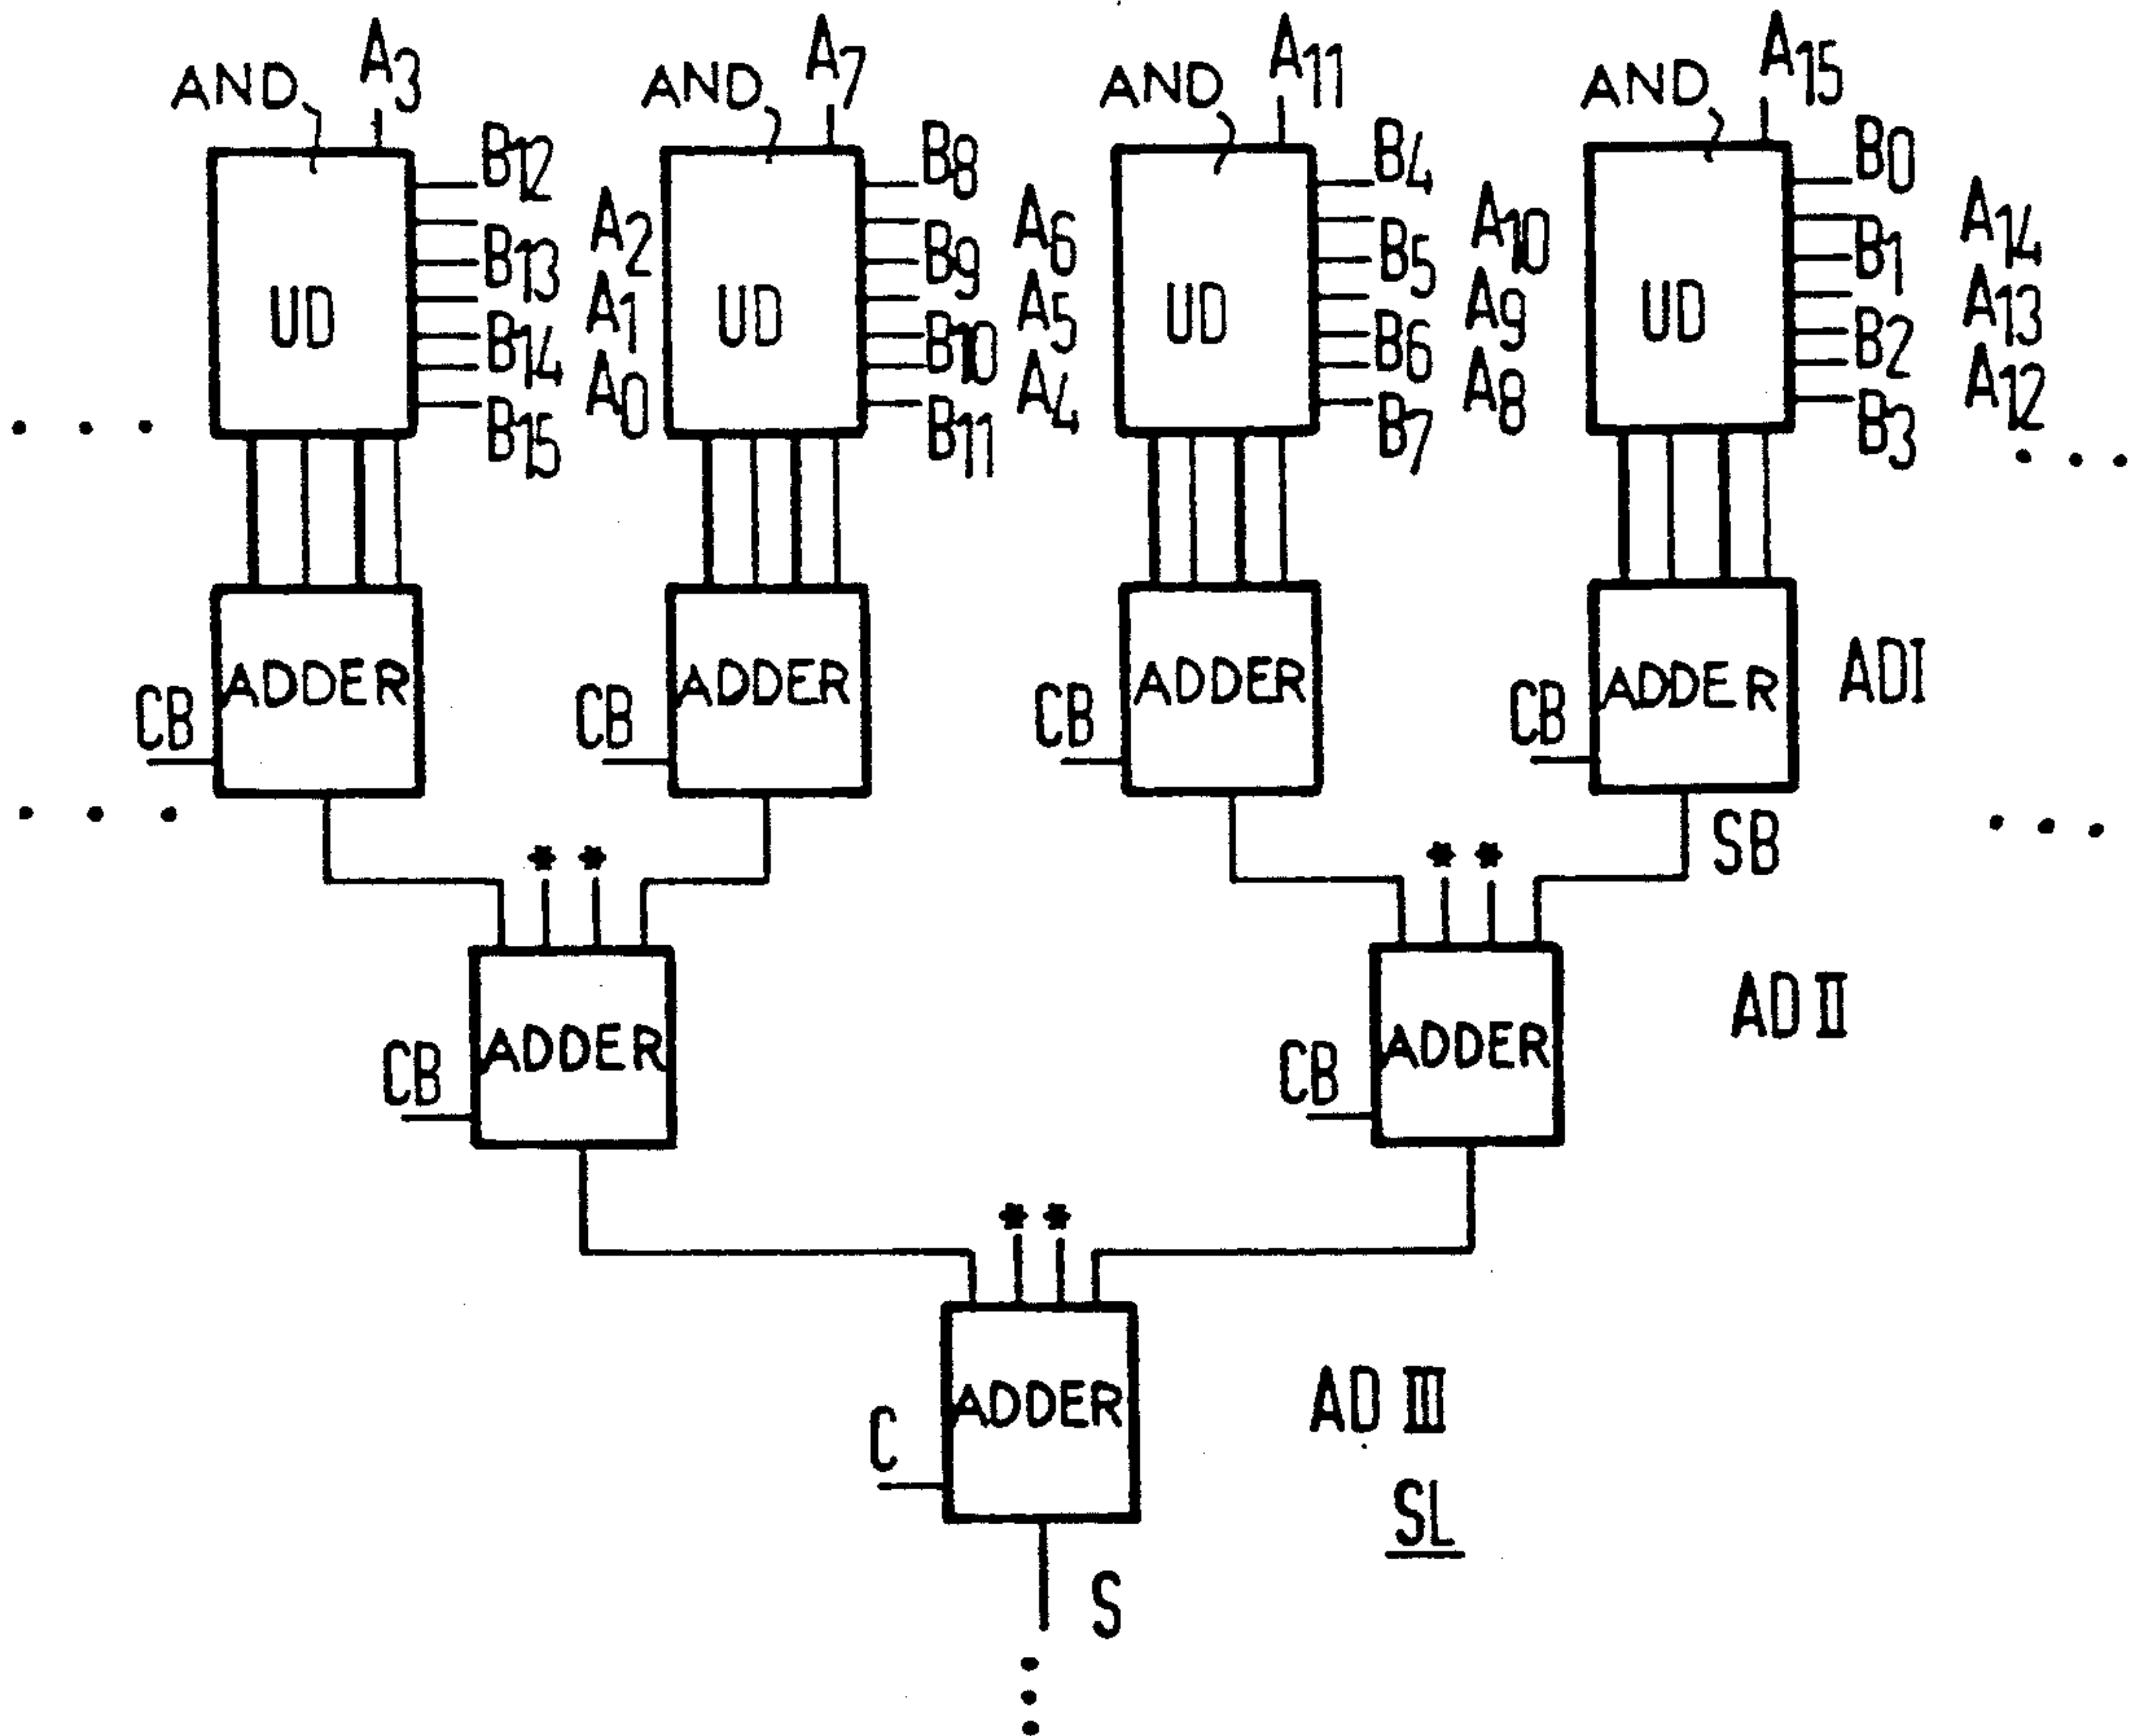 AND A3 AND A7 AND A11 AND A15
B12 B8 B4 B0
A2 A6 A10 A14
B13 B9 B5 B1
UD UD UD UD
A1 A5 A9 A13
B14 B10 B6 B2
A0 A4 A8 A12
B15 B11 B7 B3
ADDER ADDER ADDER ADDER ADI
CB CB CB CB
SB
* * * *
ADDER ADDER AD II
CB CB
* *
ADDER AD III
C
SL
S